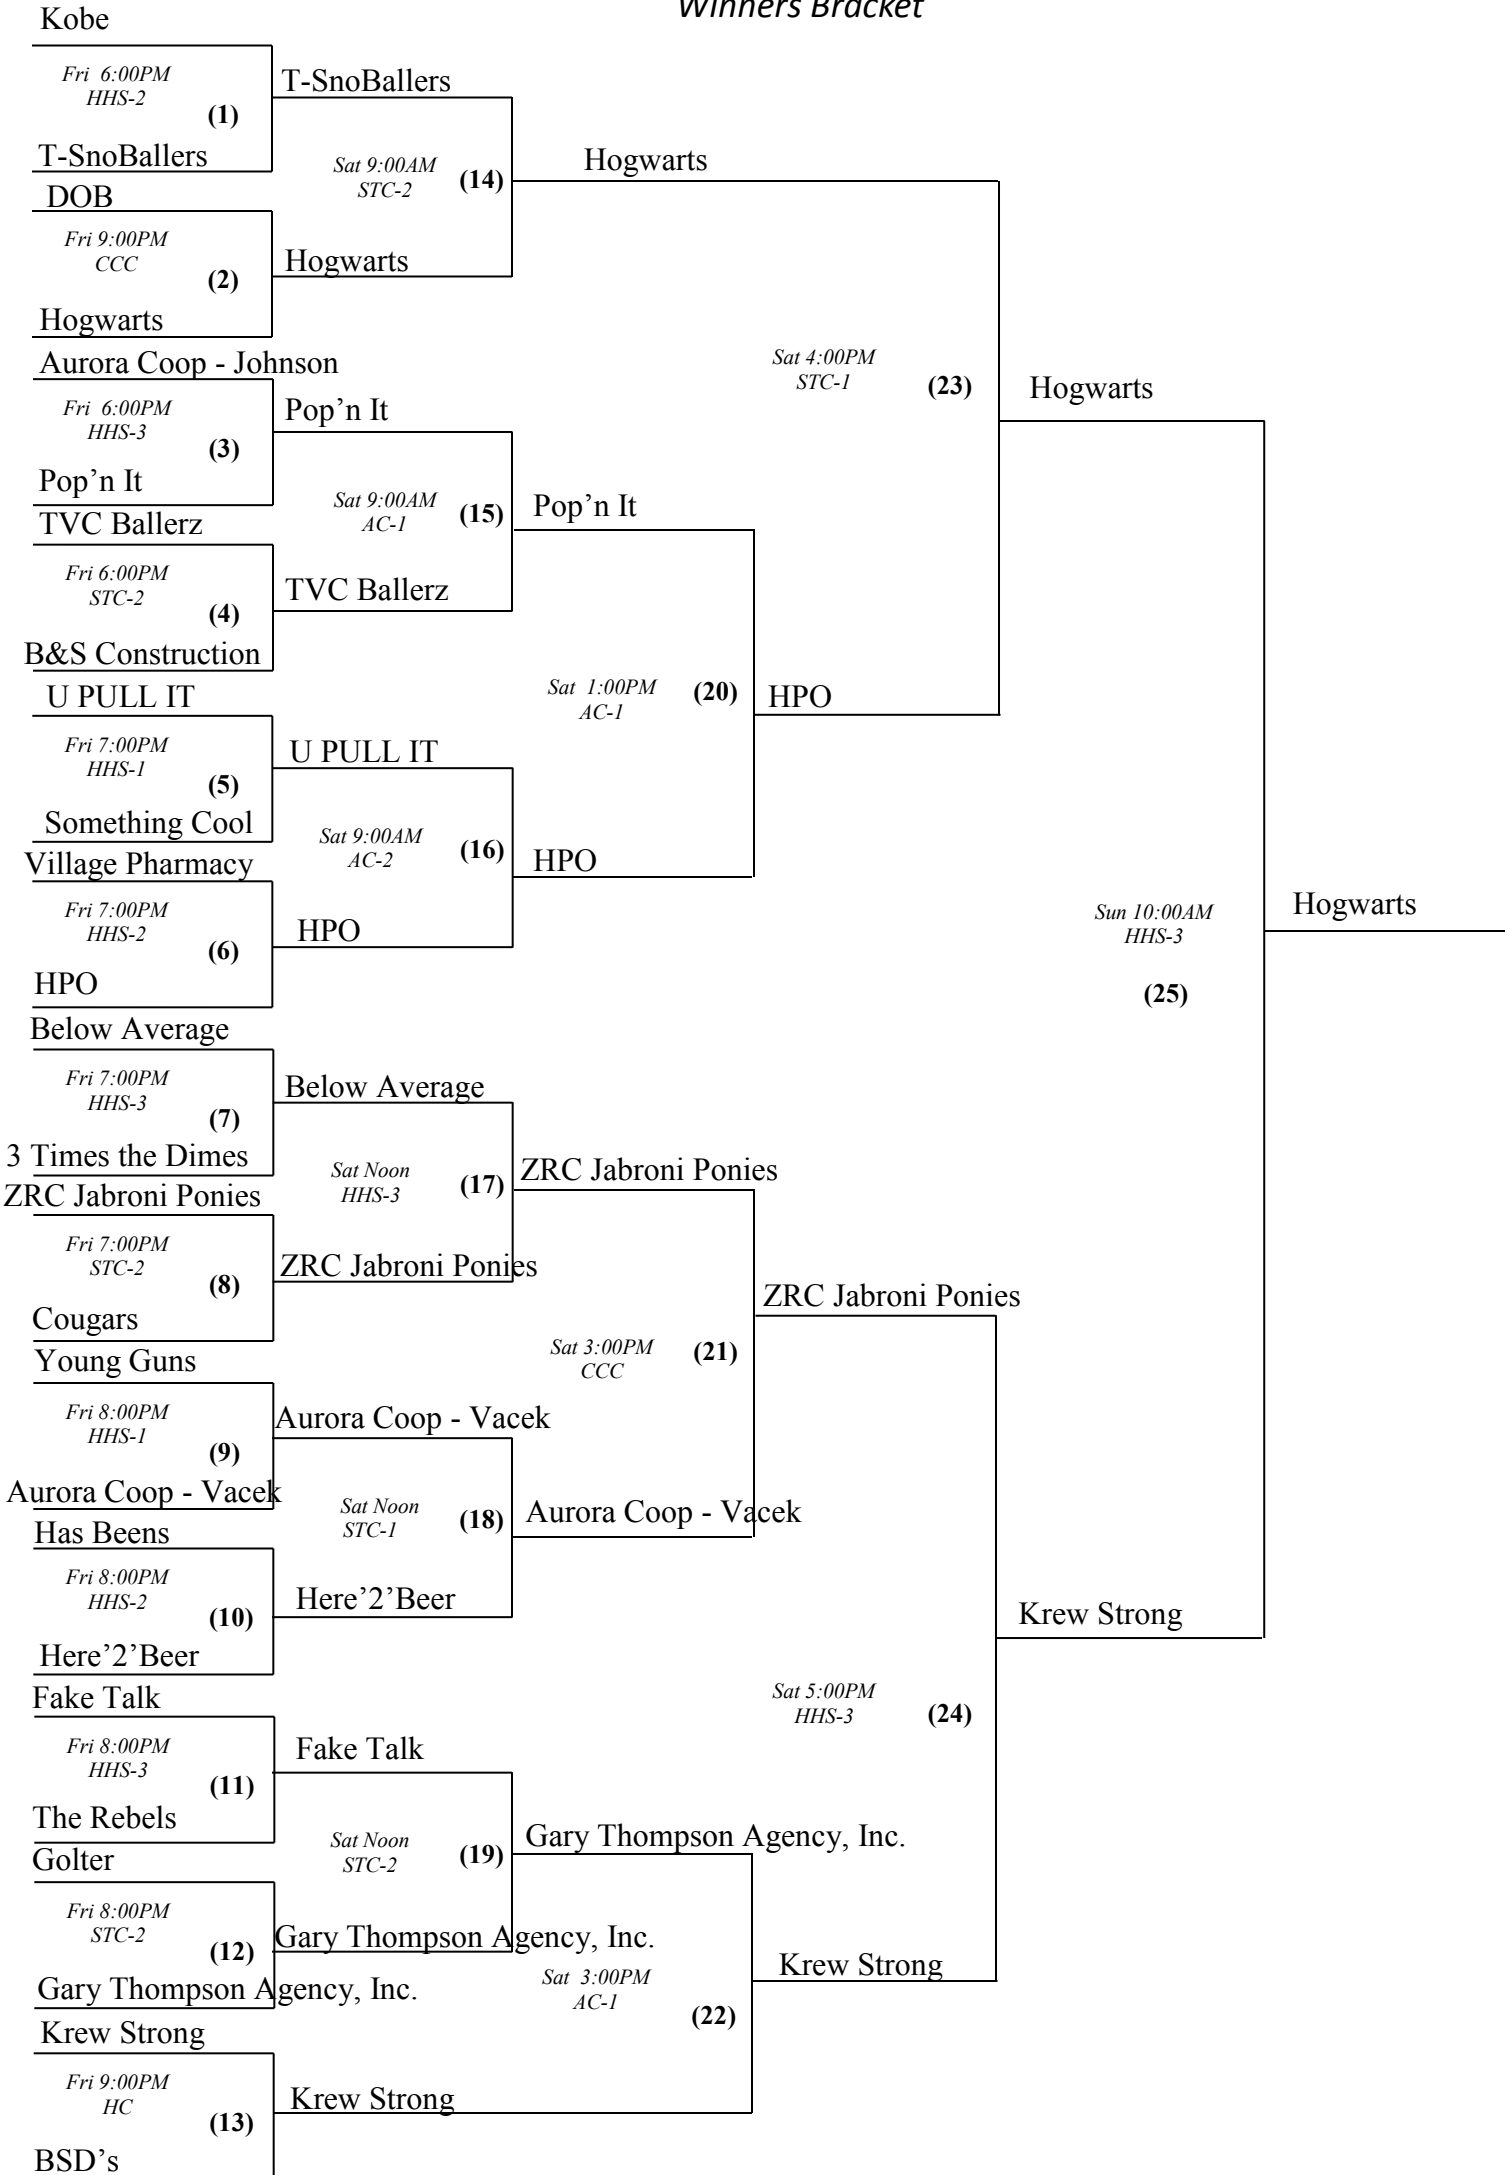 Winners Bracket
Kobe
Fri 6:00PM
HHS-2
(1)
T-SnoBallers
T-SnoBallers
Sat 9:00AM
STC-2
(14)
Hogwarts
DOB
Fri 9:00PM
CCC
(2)
Hogwarts
Hogwarts
Aurora Coop - Johnson
Fri 6:00PM
HHS-3
(3)
Pop’n It
Pop’n It
Sat 9:00AM
AC-1
(15)
Pop’n It
Sat 4:00PM
STC-1
(23)
Hogwarts
TVC Ballerz
Fri 6:00PM
STC-2
(4)
TVC Ballerz
B&S Construction
U PULL IT
Fri 7:00PM
HHS-1
(5)
U PULL IT
Something Cool
Sat 1:00PM
AC-1
(20)
HPO
Sat 9:00AM
AC-2
(16)
HPO
Village Pharmacy
Fri 7:00PM
HHS-2
(6)
HPO
HPO
Sun 10:00AM
HHS-3
(25)
Hogwarts
Below Average
Fri 7:00PM
HHS-3
(7)
Below Average
3 Times the Dimes
Sat Noon
HHS-3
(17)
ZRC Jabroni Ponies
ZRC Jabroni Ponies
Fri 7:00PM
STC-2
(8)
ZRC Jabroni Ponies
Cougars
ZRC Jabroni Ponies
Young Guns
Sat 3:00PM
CCC
(21)
Fri 8:00PM
HHS-1
(9)
Aurora Coop - Vacek
Aurora Coop - Vacek
Sat Noon
STC-1
(18)
Aurora Coop - Vacek
Has Beens
Fri 8:00PM
HHS-2
(10)
Here’2’Beer
Here’2’Beer
Krew Strong
Fake Talk
Sat 5:00PM
HHS-3
(24)
Fri 8:00PM
HHS-3
(11)
Fake Talk
The Rebels
Sat Noon
STC-2
(19)
Gary Thompson Agency, Inc.
Golter
Fri 8:00PM
STC-2
(12)
Gary Thompson Agency, Inc.
Gary Thompson Agency, Inc.
Sat 3:00PM
AC-1
(22)
Krew Strong
Krew Strong
Fri 9:00PM
HC
(13)
Krew Strong
BSD’s